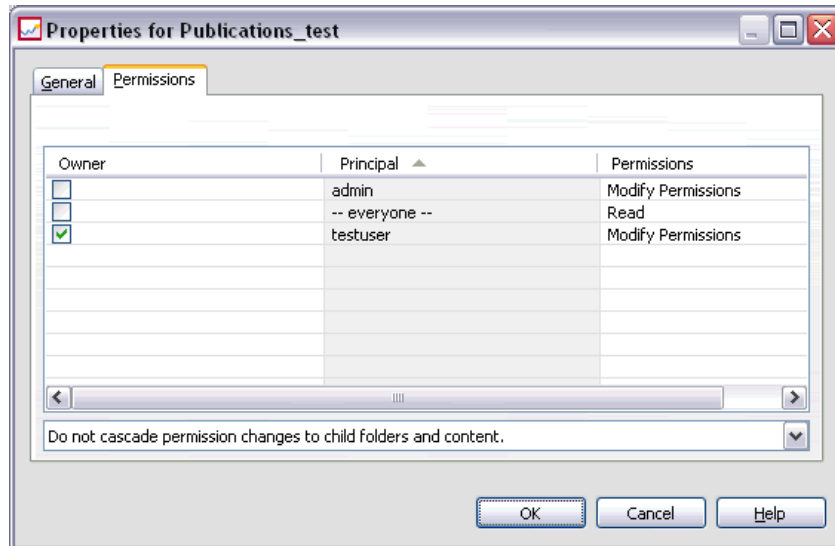 Properties for Publications_test
General Permissions
Owner Principal Permissions
admin Modify Permissions
-- everyone -- Read
testuser Modify Permissions
Do not cascade permission changes to child folders and content.
OK Cancel Help